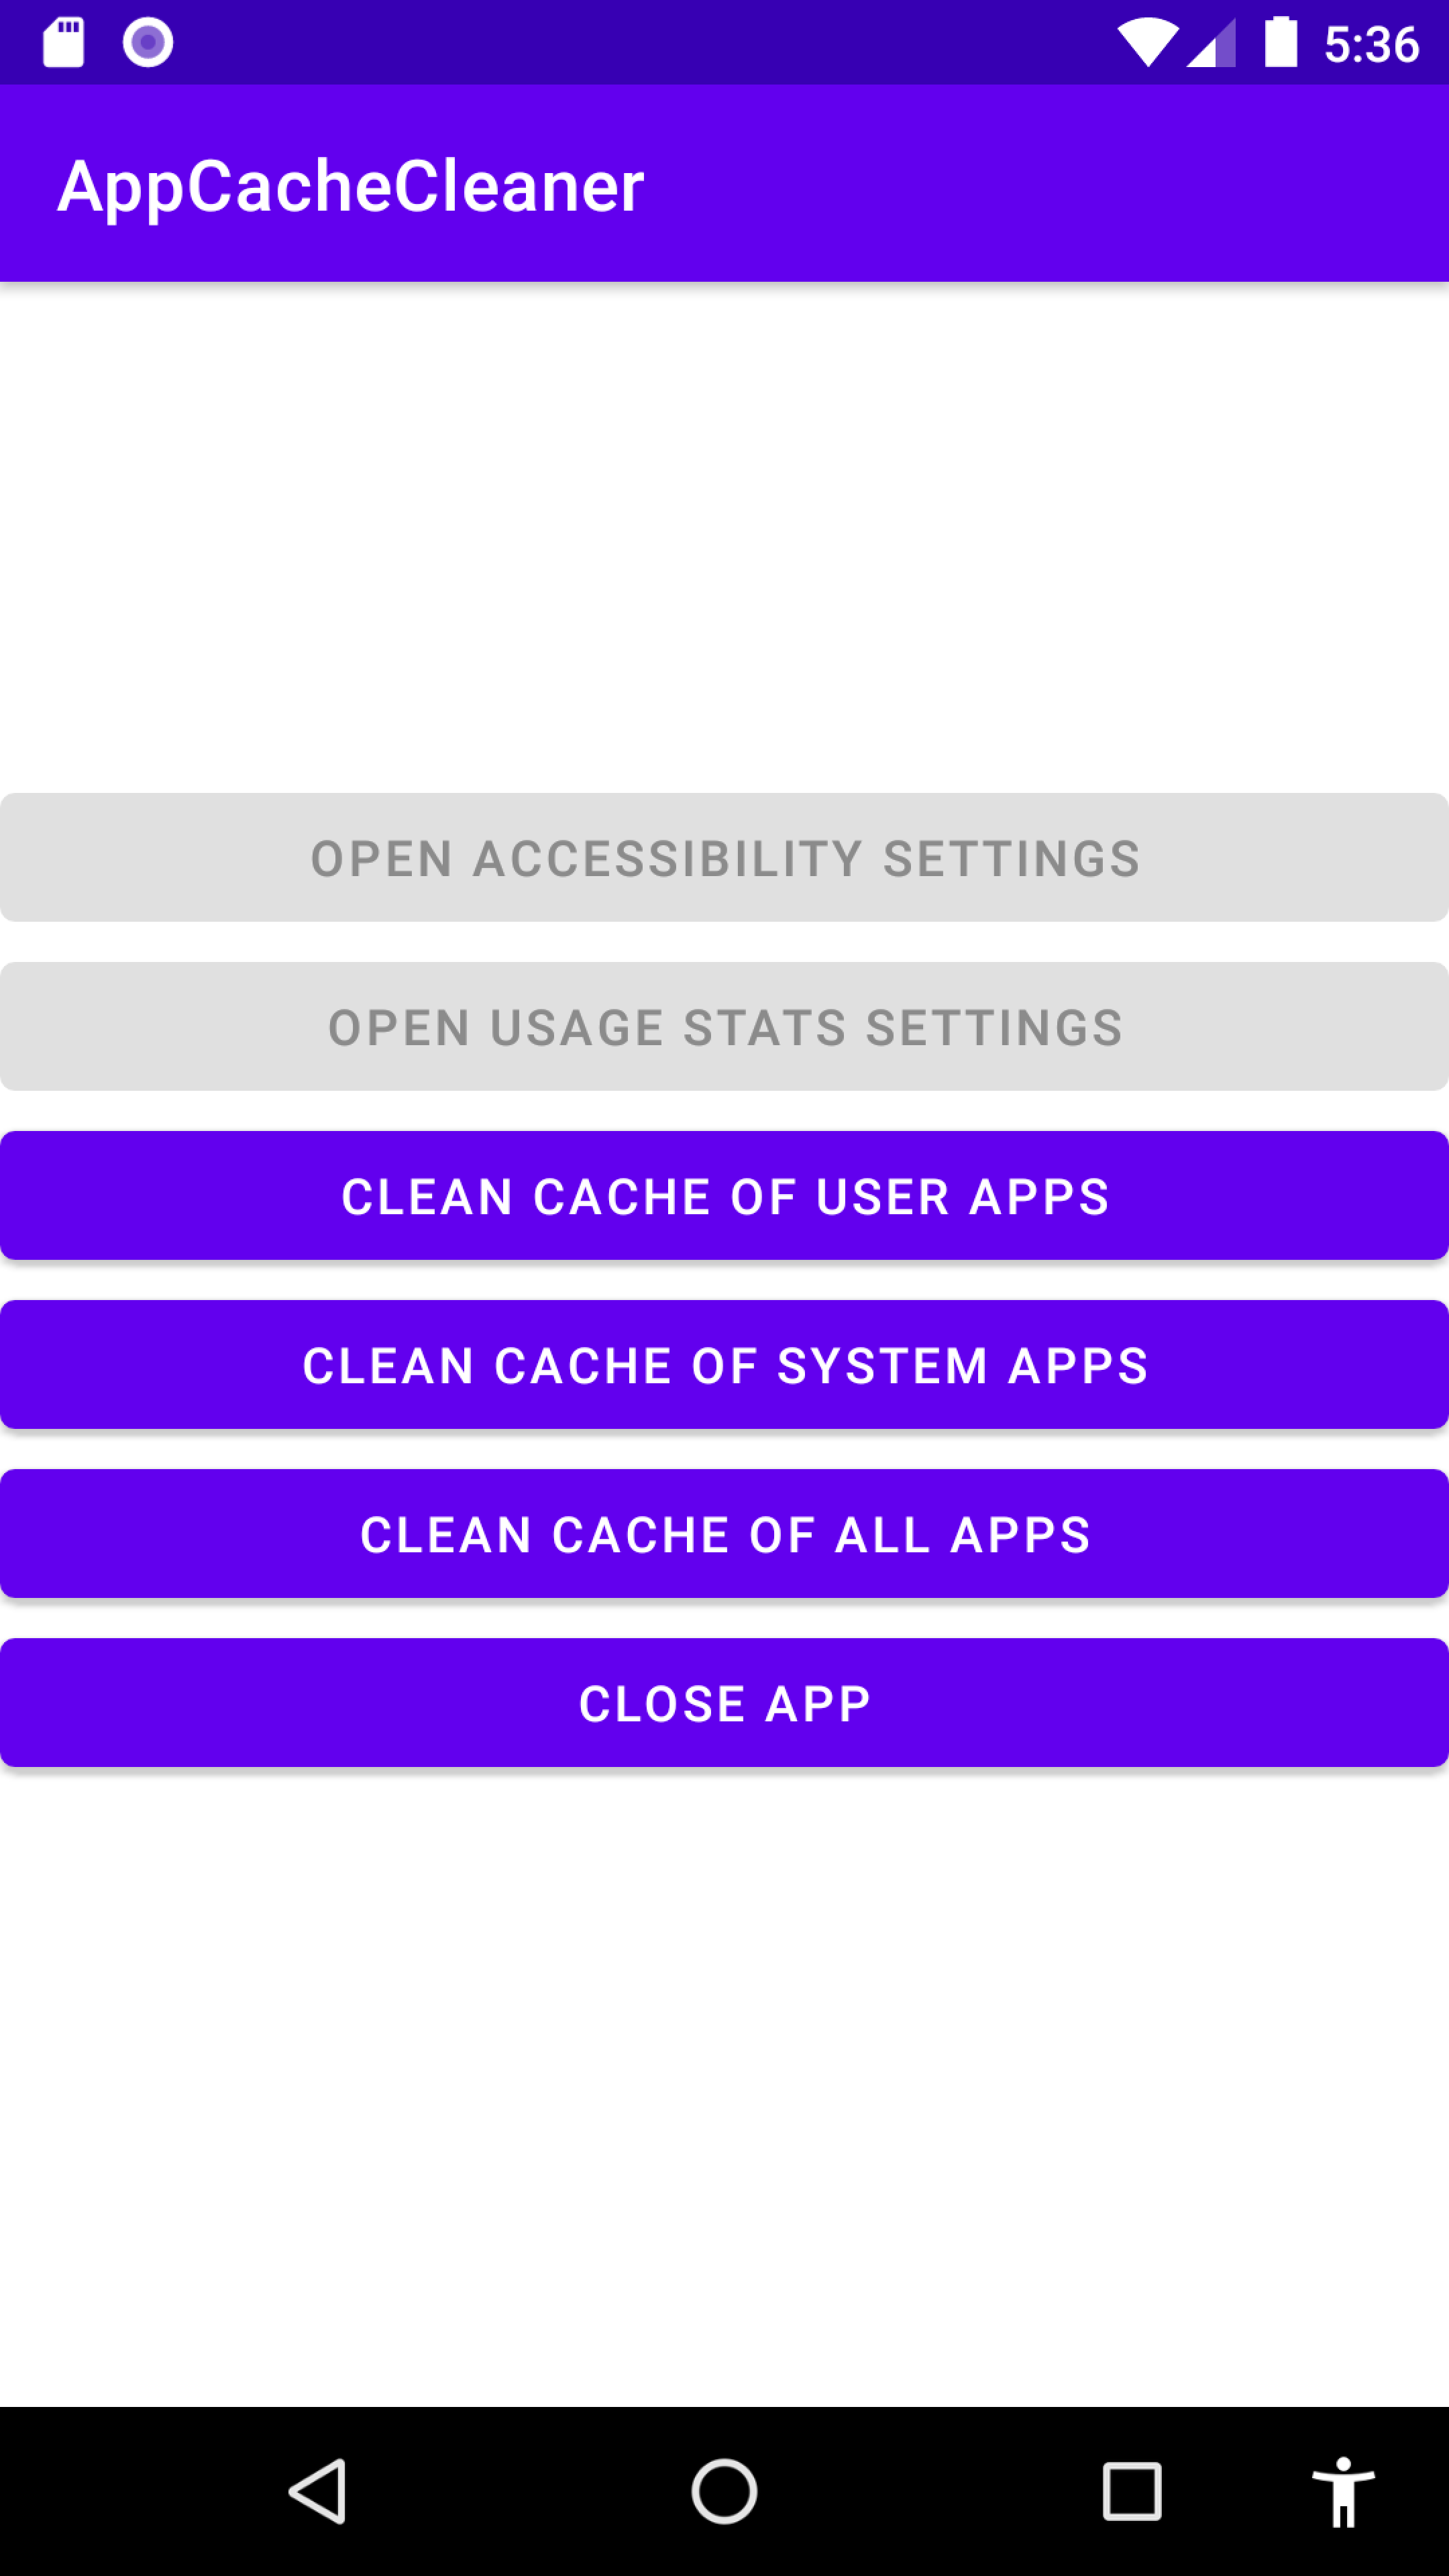 5:36
AppCacheCleaner
OPEN ACCESSIBILITY SETTINGS
OPEN USAGE STATS SETTINGS
CLEAN CACHE OF USER APPS
CLEAN CACHE OF SYSTEM APPS
CLEAN CACHE OF ALL APPS
CLOSE APP